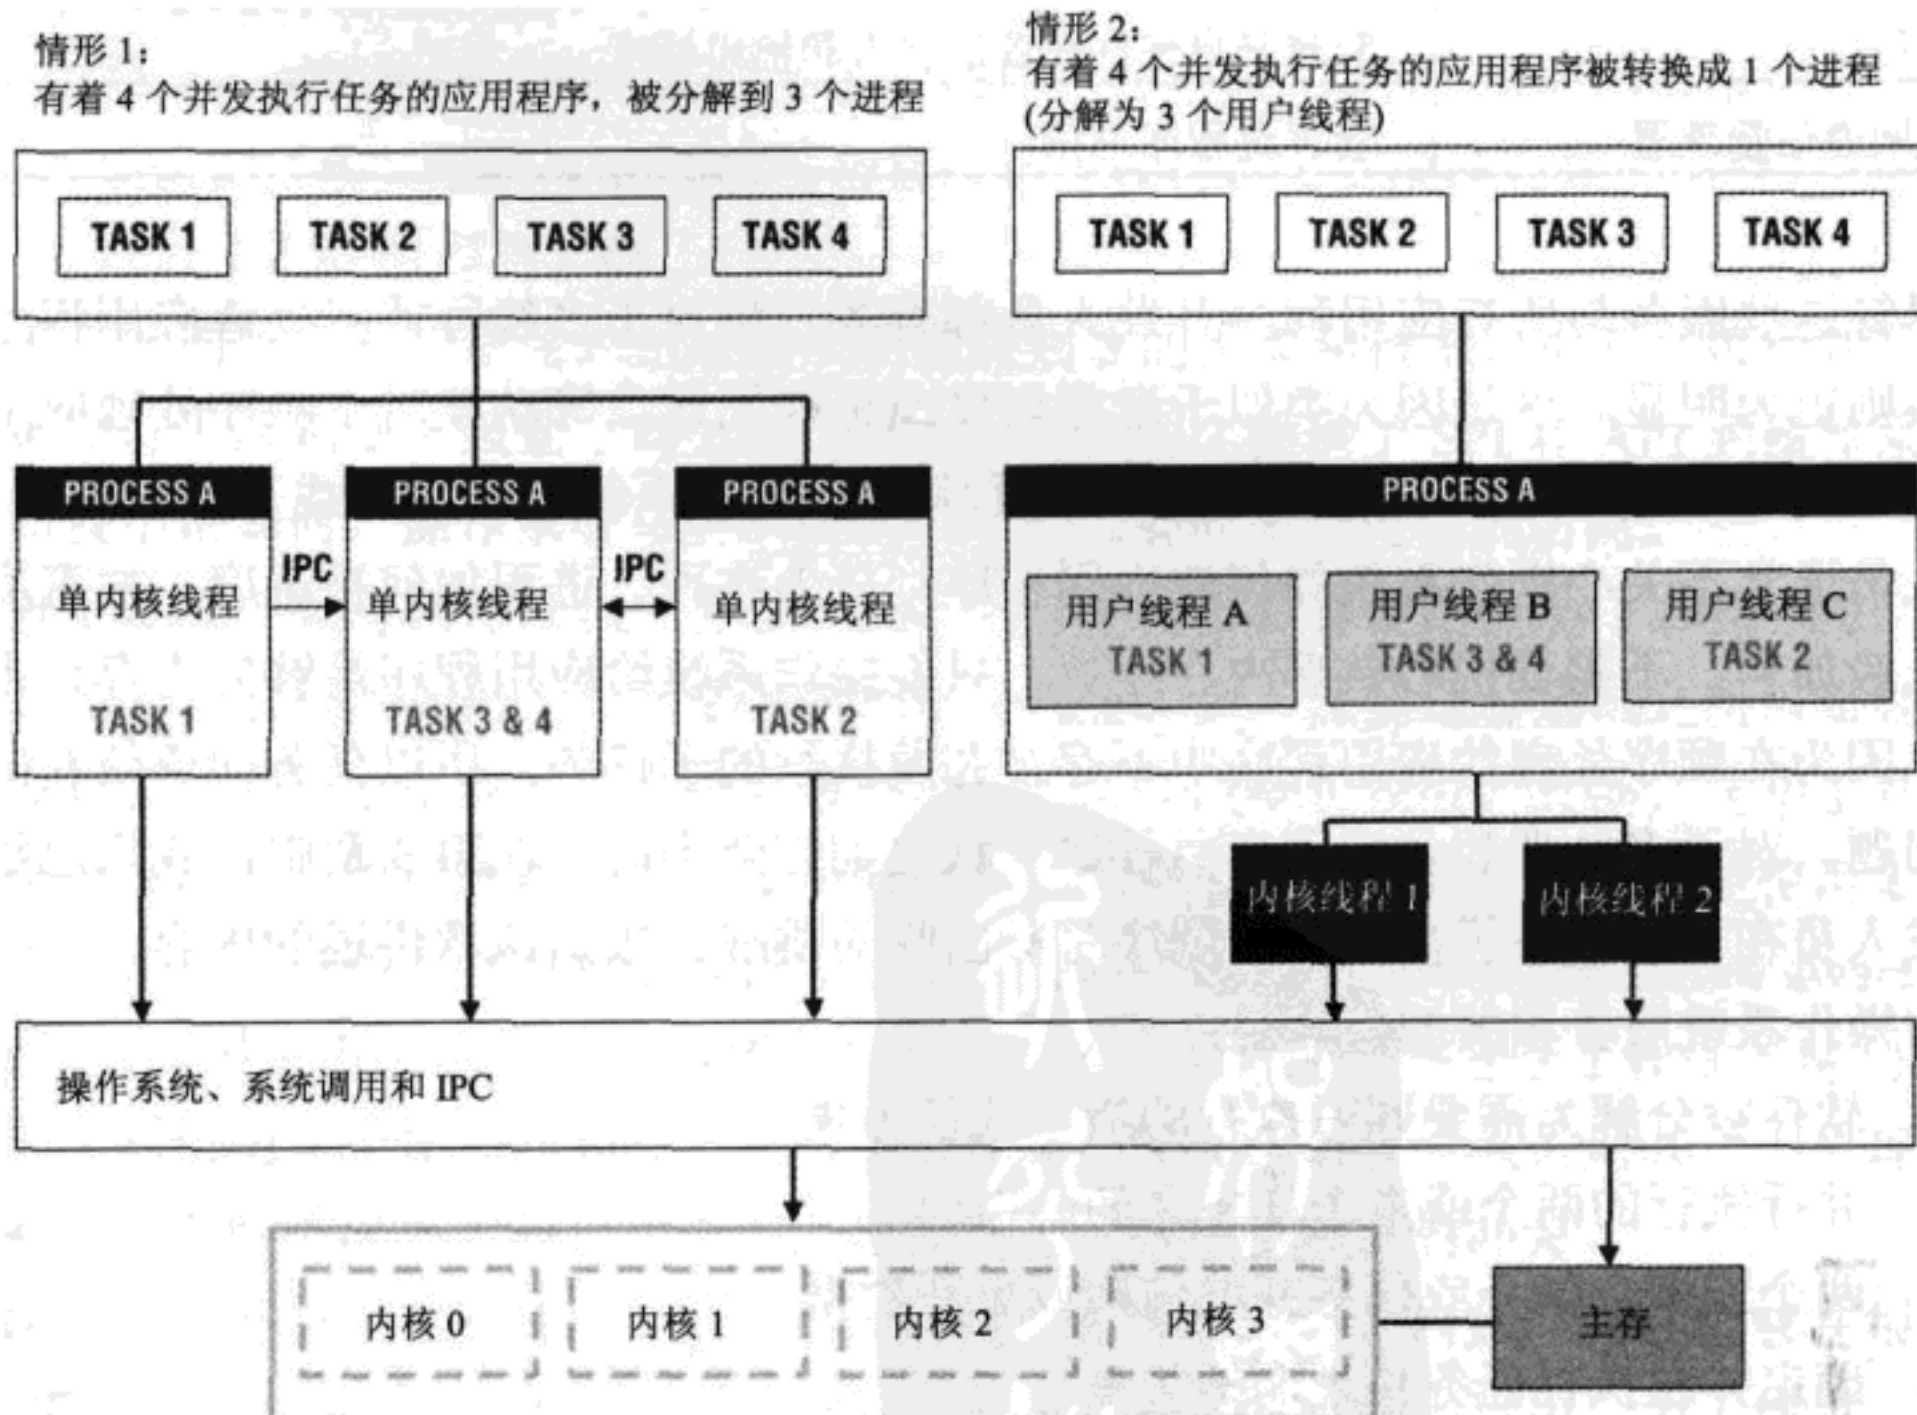 情形 1:
有着 4 个并发执行任务的应用程序，被分解到 3 个进程
TASK 1
TASK 2
TASK 3
TASK 4
PROCESS A
单内核线程
TASK 1
IPC
PROCESS A
单内核线程
TASK 3 & 4
IPC
PROCESS A
单内核线程
TASK 2
情形 2:
有着 4 个并发执行任务的应用程序被转换成 1 个进程
(分解为 3 个用户线程)
TASK 1
TASK 2
TASK 3
TASK 4
PROCESS A
用户线程 A
TASK 1
用户线程 B
TASK 3 & 4
用户线程 C
TASK 2
内核线程 1
内核线程 2
操作系统、系统调用和 IPC
内核 0
内核 1
内核 2
内核 3
主存